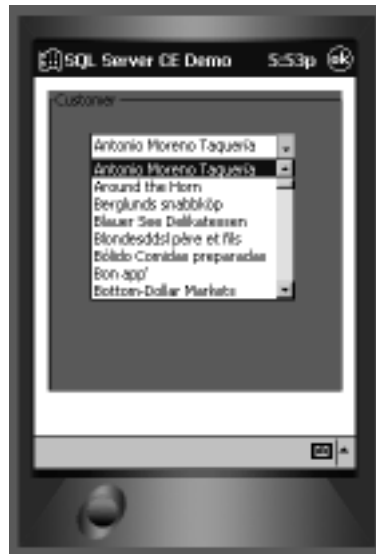 SQL Server CE Demo 5:53p ok
Customer
Antonio Moreno Taquería
Antonio Moreno Taquería
Around the Horn
Berglunds snabbköp
Blauer See Delikatessen
Blondesddsl père et fils
Bólido Comidas preparadas
Bon app'
Bottom-Dollar Markets